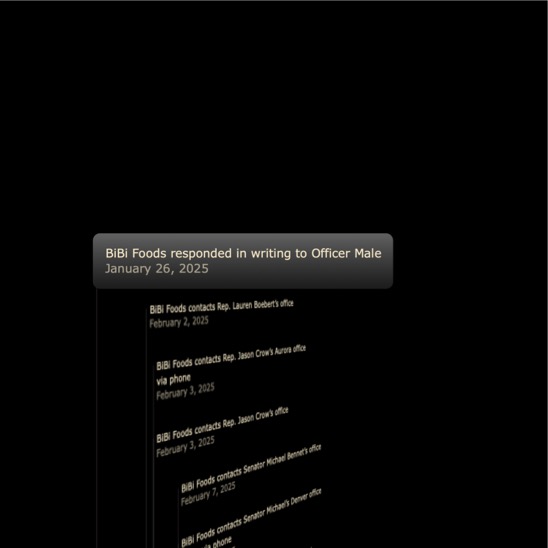 BiBi Foods responded in writing to Officer Male
January 26, 2025
BiBi Foods contacts Rep. Lauren Boebert's office
February 2, 2025
BiBi Foods contacts Rep. Jason Crow's Aurora office
via phone
February 3, 2025
BiBi Foods contacts Rep. Jason Crow's office
February 3, 2025
BiBi Foods contacts Senator Michael Bennet's office
February 7, 2025
BiBi Foods contacts Senator Michael's Denver office
via phone